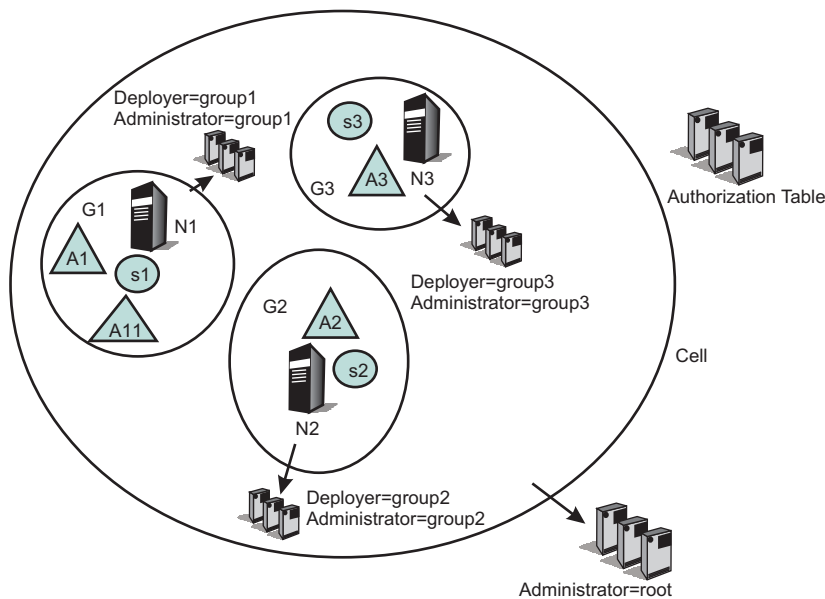 Deployer=group1
Administrator=group1
s3
G3
A3
N3
Authorization Table
G1
N1
A1
s1
A11
Deployer=group3
Administrator=group3
G2
A2
s2
N2
Cell
Deployer=group2
Administrator=group2
Administrator=root